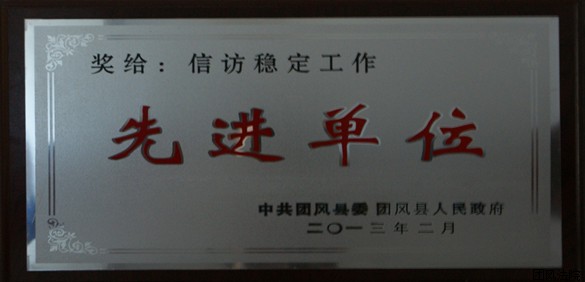 奖给：信访稳定工作
先进单位
中共团风县委 团风县人民政府
二〇一三年二月